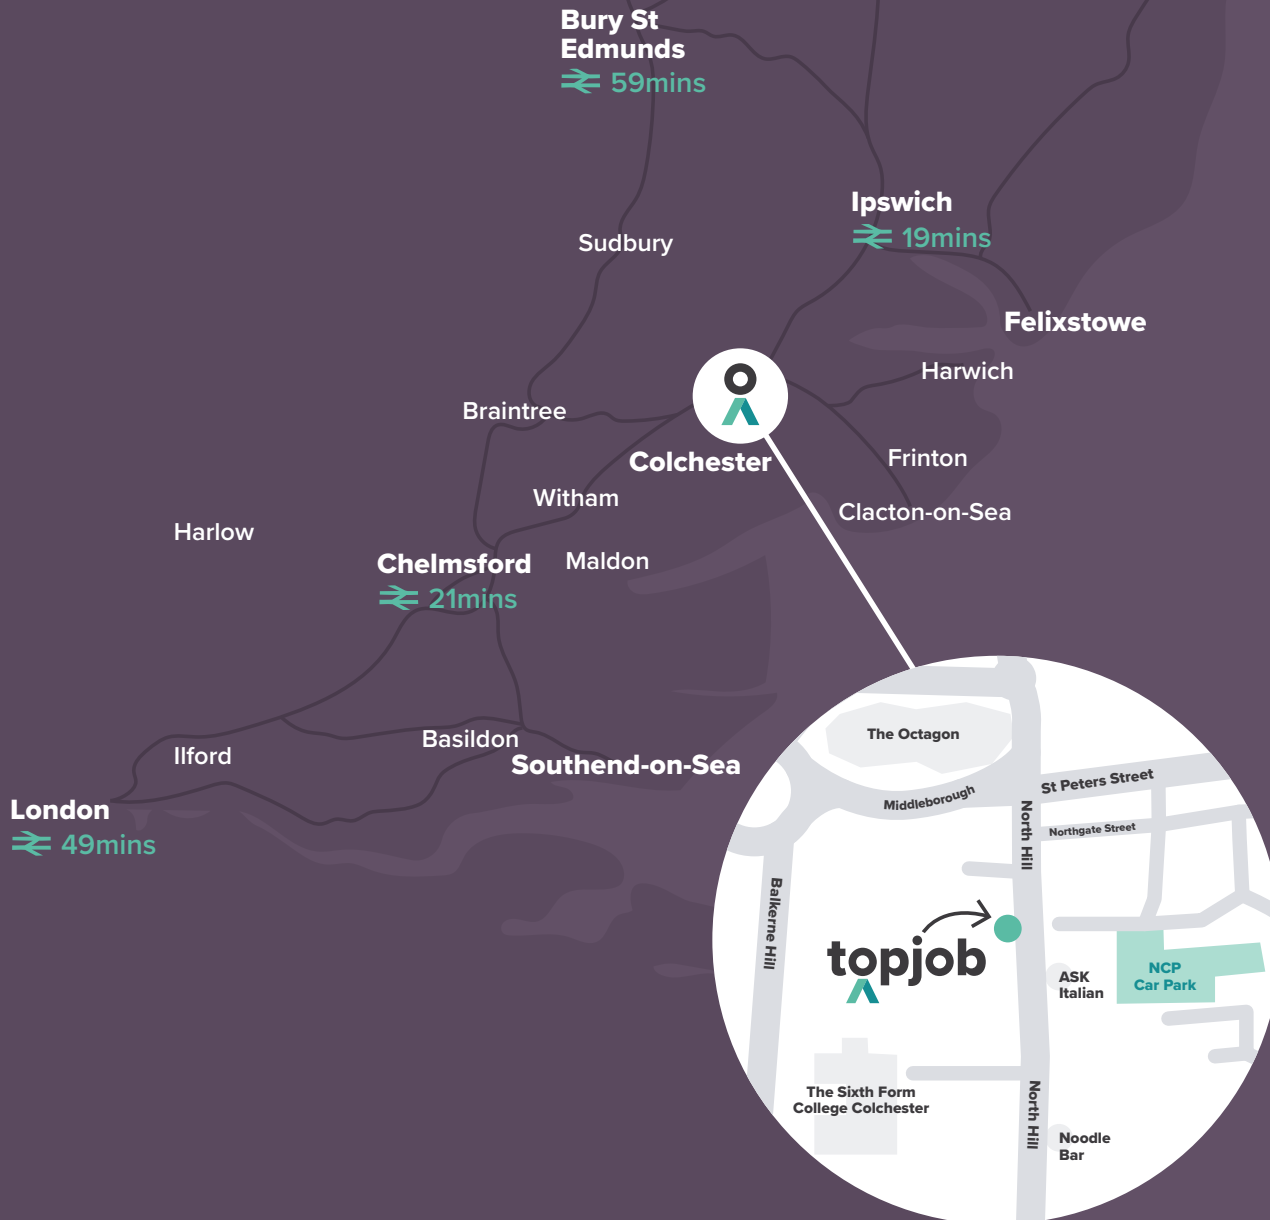 Bury St
Edmunds
59mins
Ipswich
19mins
Sudbury
Felixstowe
Harwich
Braintree
Colchester
Frinton
Witham
Clacton-on-Sea
Harlow
Chelmsford
21mins
Maldon
Basildon
Ilford
Southend-on-Sea
London
49mins
The Octagon
Middleborough
St Peters Street
Northgate Street
North Hill
Balkerne Hill
topjob
ASK
Italian
NCP
Car Park
The Sixth Form
College Colchester
North Hill
Noodle
Bar